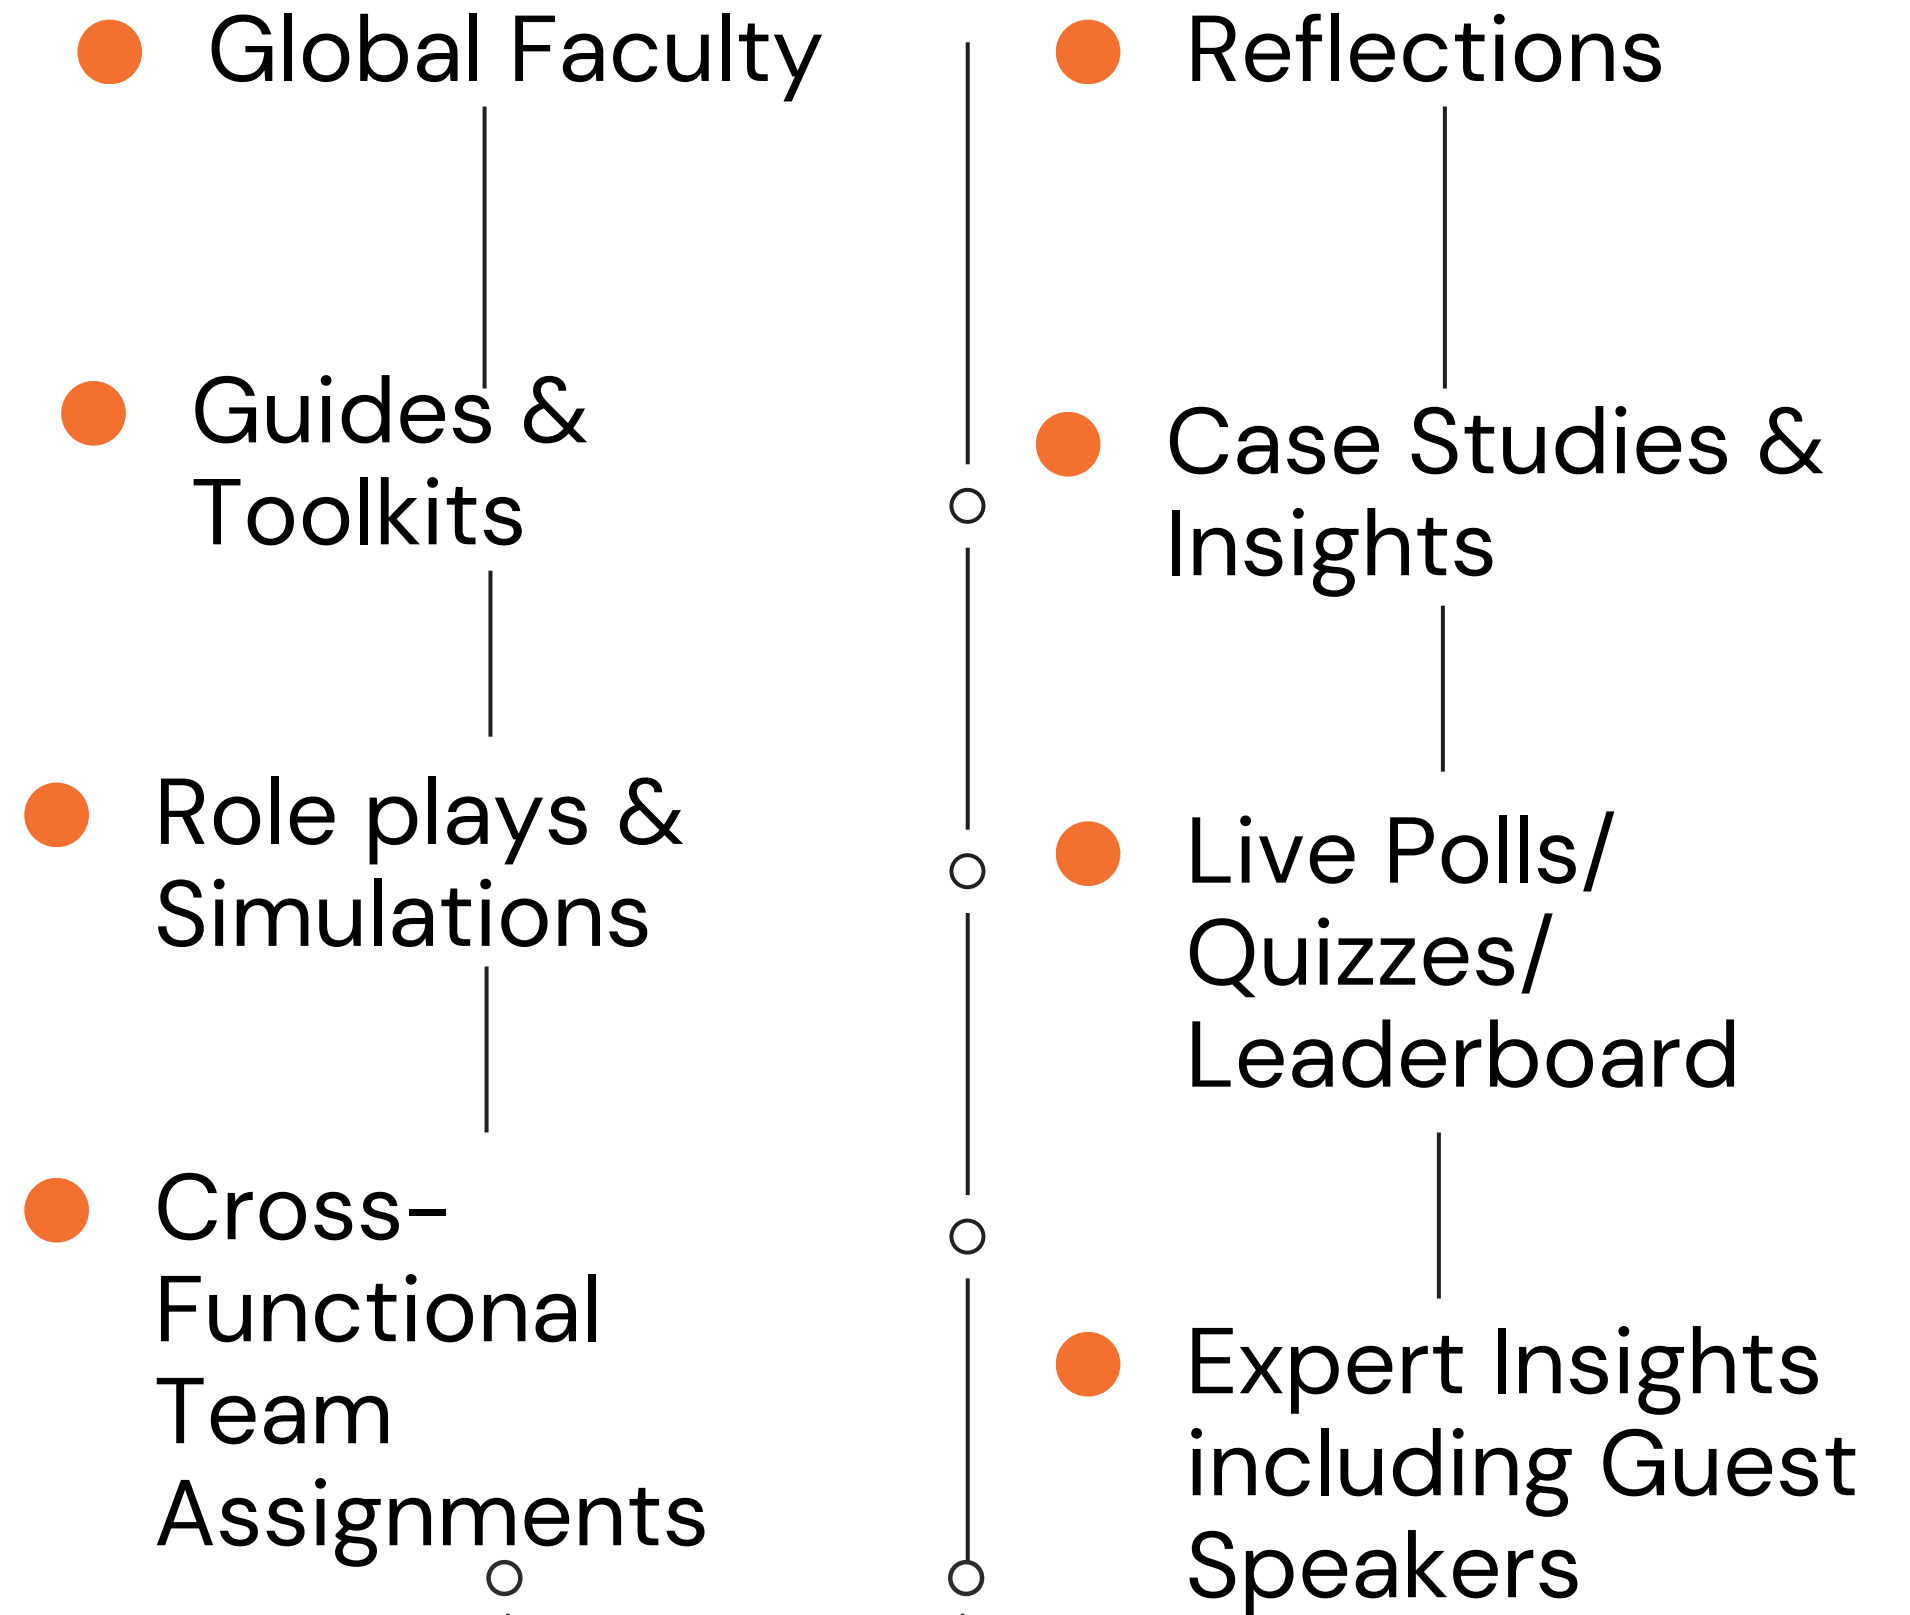 Global Faculty
Guides &
Toolkits
Role plays &
Simulations
Cross-
Functional
Team
Assignments
Reflections
Case Studies &
Insights
Live Polls/
Quizzes/
Leaderboard
Expert Insights
including Guest
Speakers